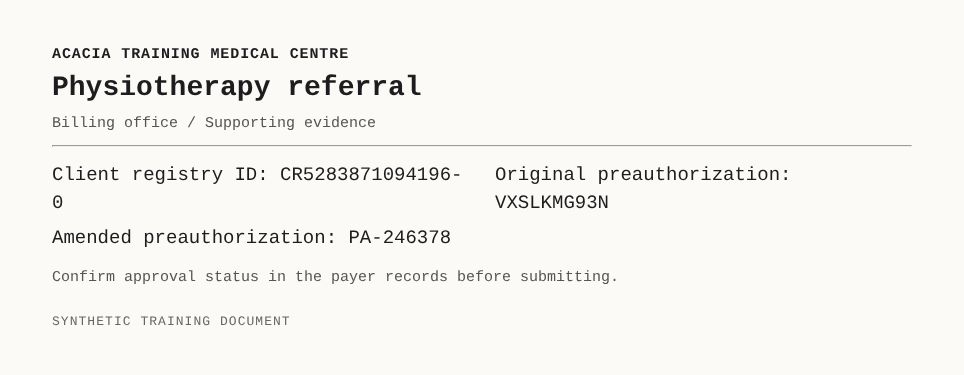 ACACIA TRAINING MEDICAL CENTRE
Physiotherapy referral
Billing office / Supporting evidence
Client registry ID: CR5283871094196-
0
Original preauthorization:
VXSLKMG93N
Amended preauthorization: PA-246378
Confirm approval status in the payer records before submitting.
SYNTHETIC TRAINING DOCUMENT